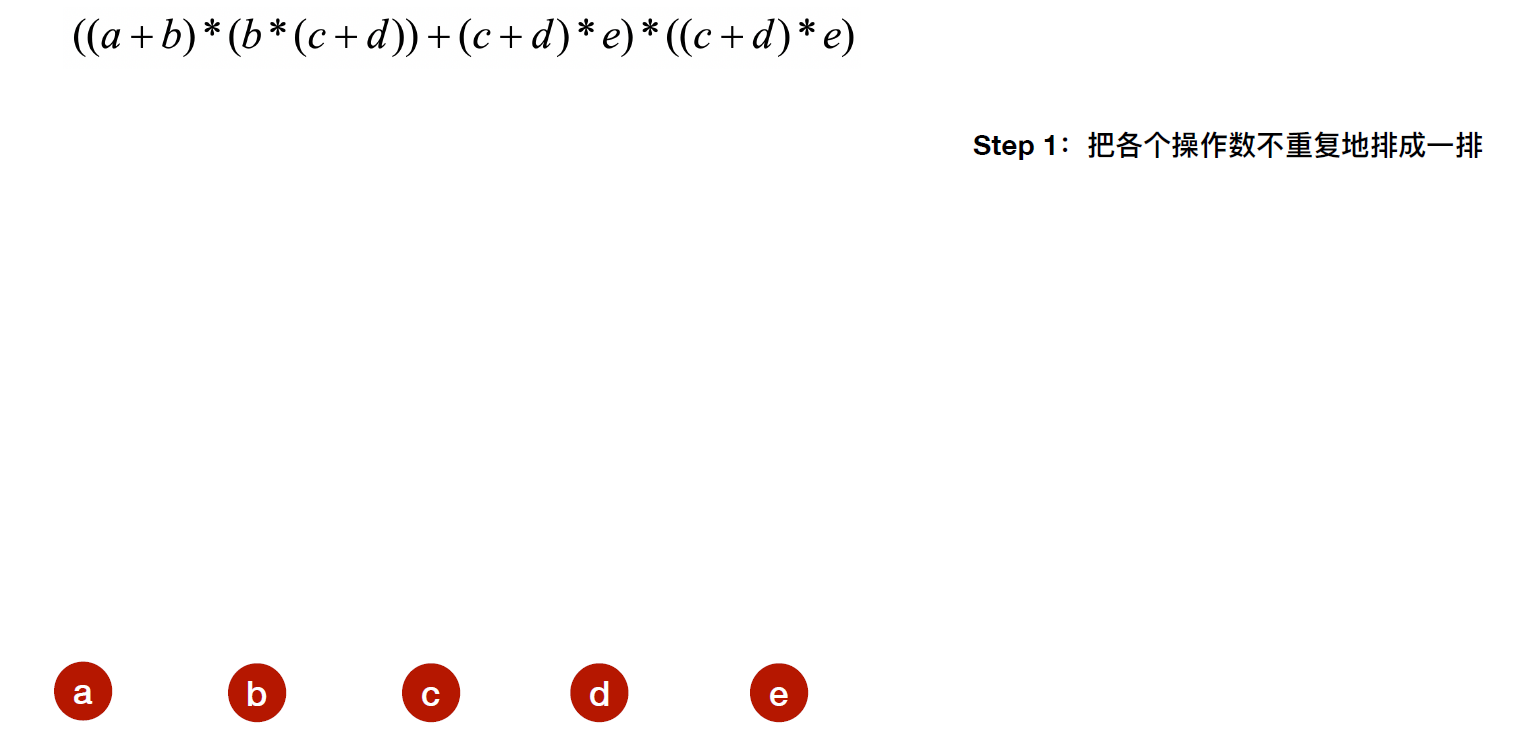 ((a+b)*(b*(c+d))+(c+d)*e)*((c+d)*e)
Step 1：把各个操作数不重复地排成一排
a b c d e